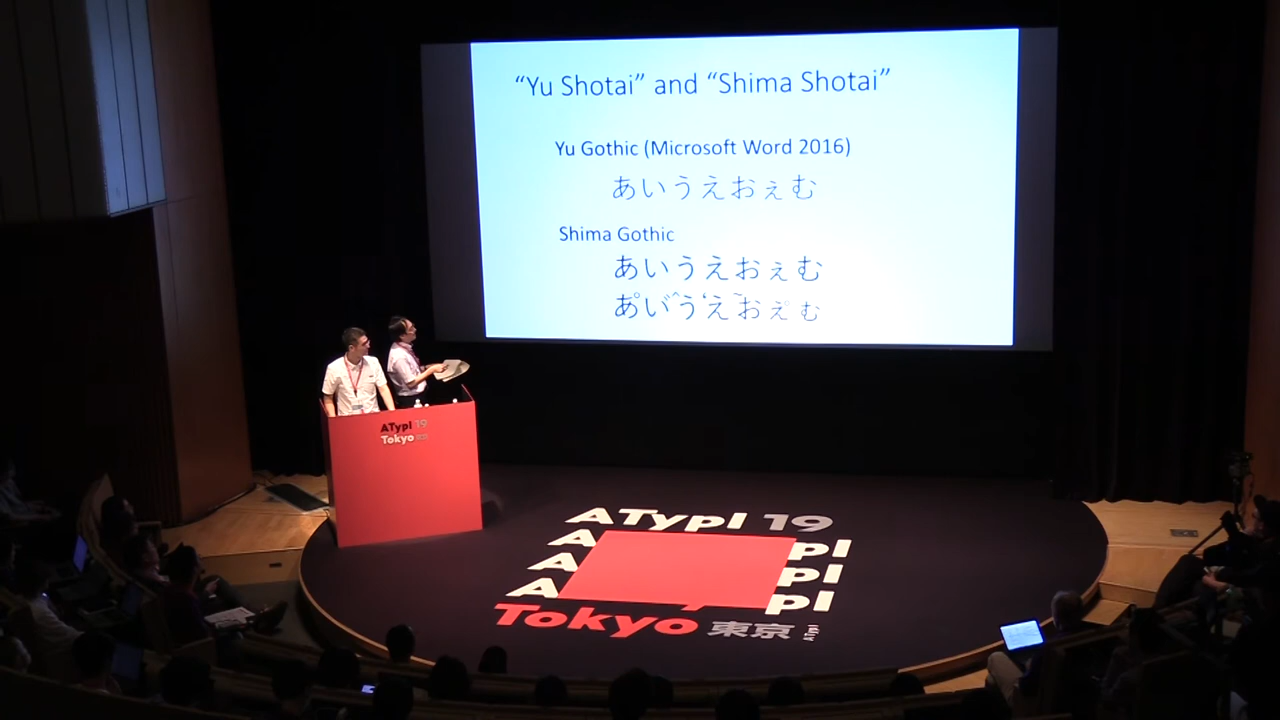 “Yu Shotai” and “Shima Shotai”
Yu Gothic (Microsoft Word 2016)
あいうえおぇむ
Shima Gothic
あいうえおぇむ
ATypI 19
Tokyo
ATypI 19
A pI
A pI
A pI
Tokyo 東京 ATypI